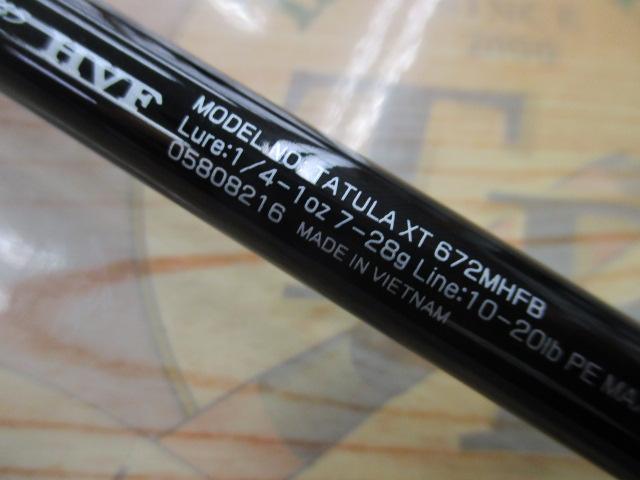 HVF
MODEL NO. TATULA XT 672MHFB
Lure:1/4-1oz 7-28g Line:10-20lb PE MA
05808216 MADE IN VIETNAM